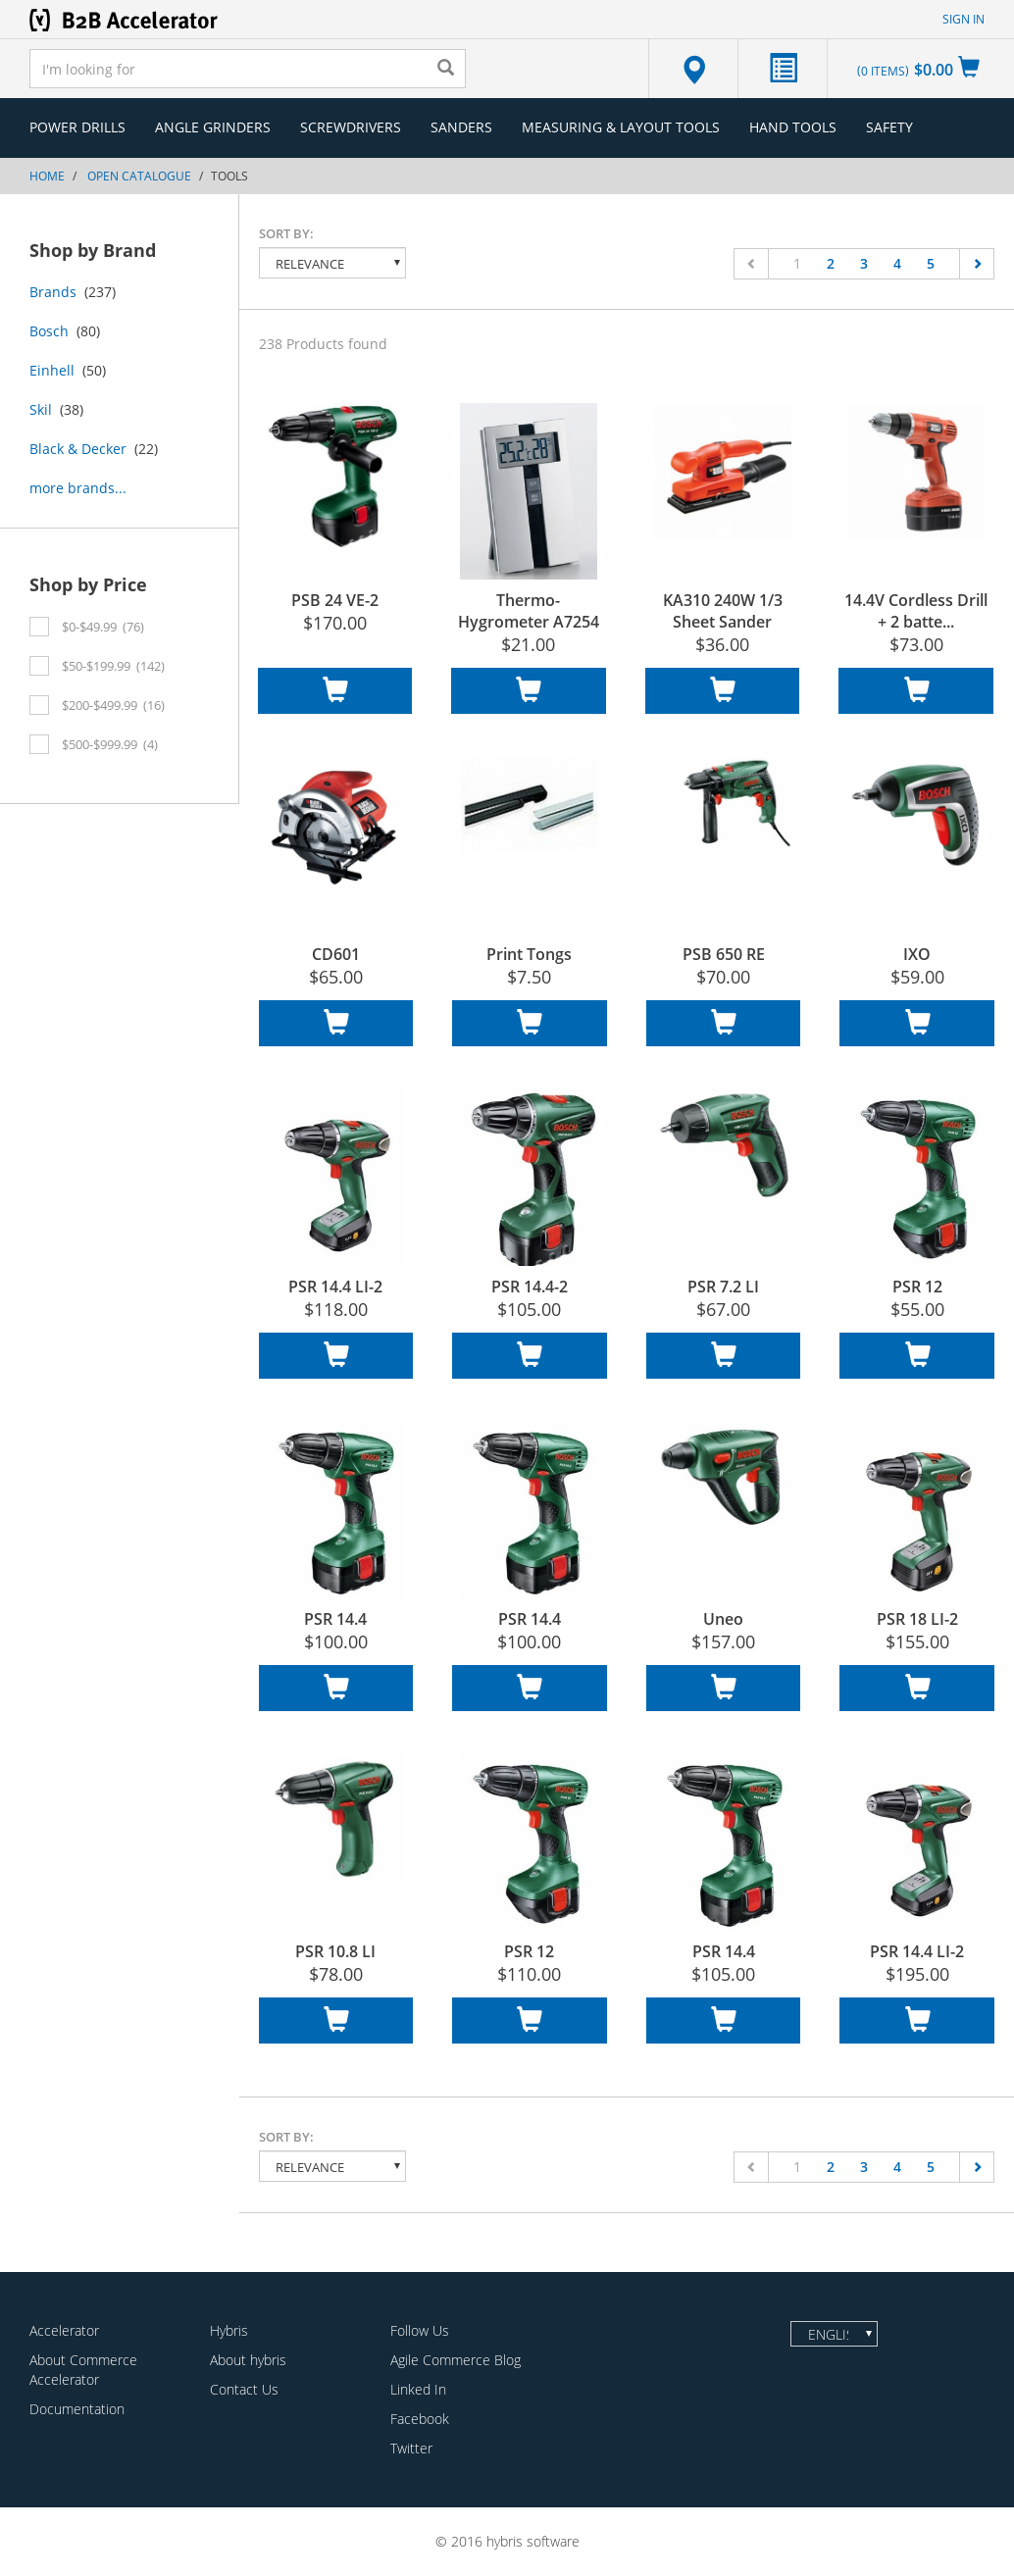 B2B Accelerator
SIGN IN
I'm looking for
(0 ITEMS) $0.00
POWER DRILLS ANGLE GRINDERS SCREWDRIVERS SANDERS MEASURING & LAYOUT TOOLS HAND TOOLS SAFETY
HOME / OPEN CATALOGUE / TOOLS
Shop by Brand
Brands (237)
Bosch (80)
Einhell (50)
Skil (38)
Black & Decker (22)
more brands...
Shop by Price
$0-$49.99 (76)
$50-$199.99 (142)
$200-$499.99 (16)
$500-$999.99 (4)
SORT BY:
RELEVANCE
1 2 3 4 5
238 Products found
PSB 24 VE-2
$170.00
Thermo-
Hygrometer A7254
$21.00
KA310 240W 1/3
Sheet Sander
$36.00
14.4V Cordless Drill
+ 2 batte...
$73.00
CD601
$65.00
Print Tongs
$7.50
PSB 650 RE
$70.00
IXO
$59.00
PSR 14.4 LI-2
$118.00
PSR 14.4-2
$105.00
PSR 7.2 LI
$67.00
PSR 12
$55.00
PSR 14.4
$100.00
PSR 14.4
$100.00
Uneo
$157.00
PSR 18 LI-2
$155.00
PSR 10.8 LI
$78.00
PSR 12
$110.00
PSR 14.4
$105.00
PSR 14.4 LI-2
$195.00
SORT BY:
RELEVANCE
1 2 3 4 5
Accelerator
About Commerce
Accelerator
Documentation
Hybris
About hybris
Contact Us
Follow Us
Agile Commerce Blog
Linked In
Facebook
Twitter
ENGLIS
© 2016 hybris software